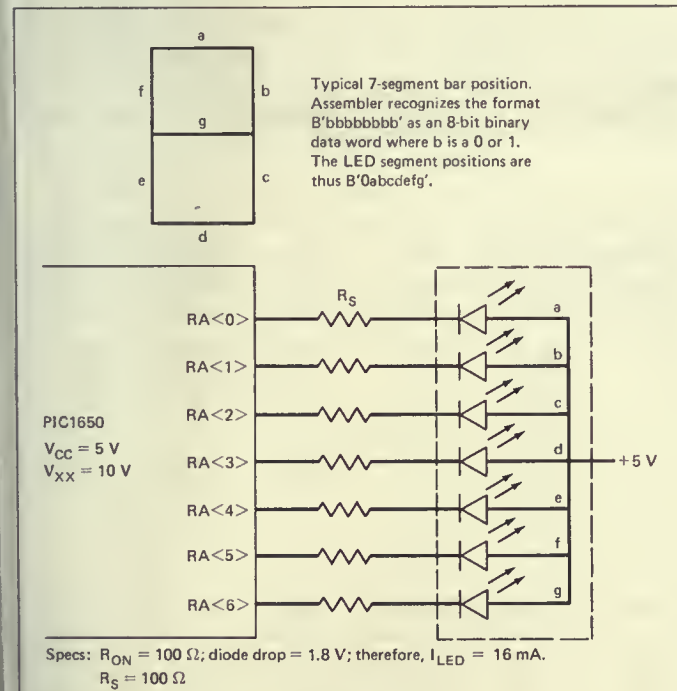 a
f
b
g
e
c
d
Typical 7-segment bar position.
Assembler recognizes the format
B'bbbbbbbb' as an 8-bit binary
data word where b is a 0 or 1.
The LED segment positions are
thus B'0abcdefg'.
RS
RA<0>
a
RA<1>
b
RA<2>
c
PIC1650
VCC = 5 V
VXX = 10 V
RA<3>
d
+5 V
RA<4>
e
RA<5>
f
RA<6>
g
Specs: RON = 100 Ω; diode drop = 1.8 V; therefore, ILED = 16 mA.
RS = 100 Ω